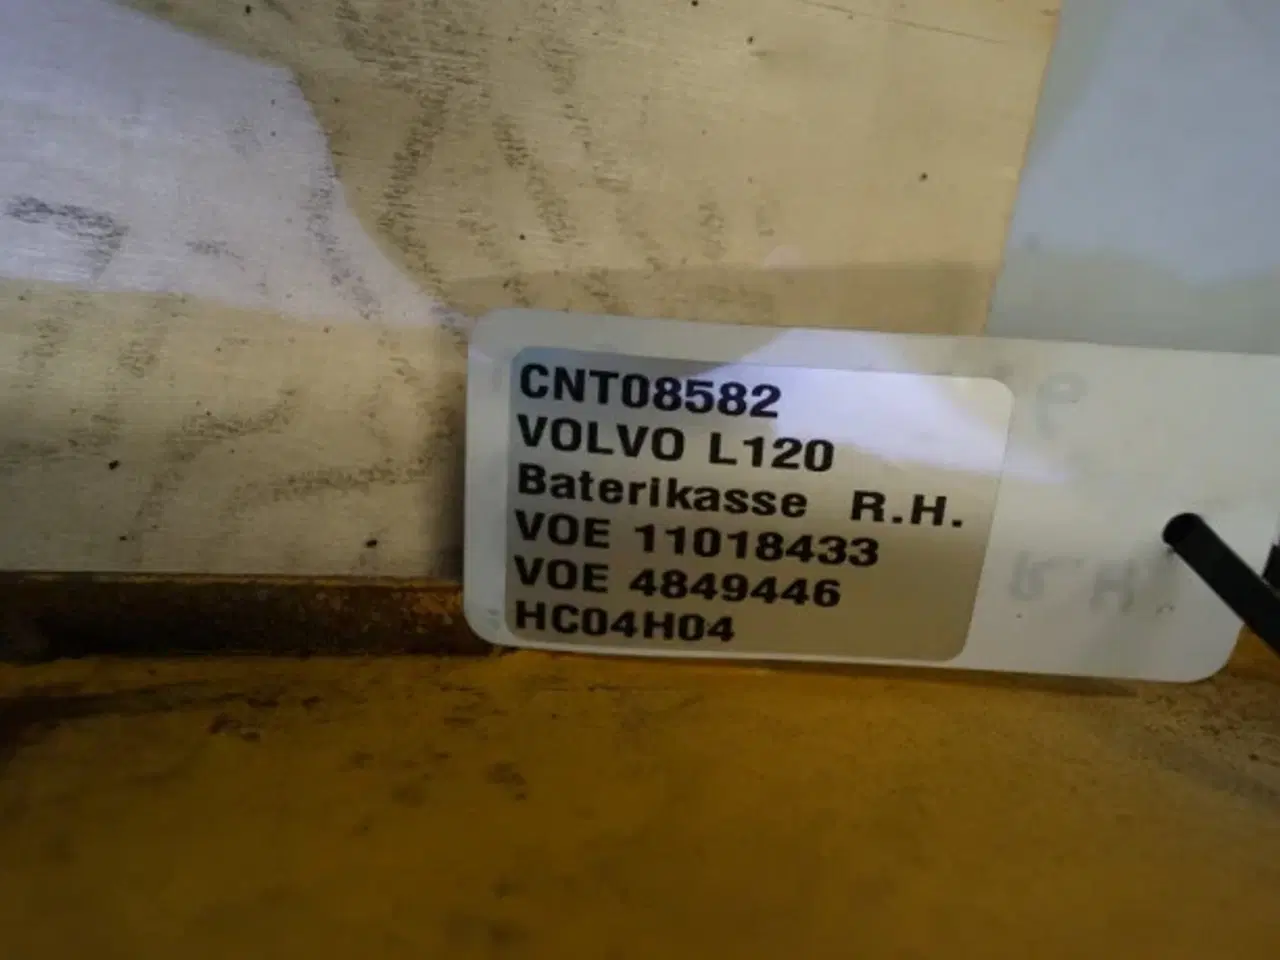 CNT08582
VOLVO L120
Baterikasse R.H.
VOE 11018433
VOE 4849446
HC04H04